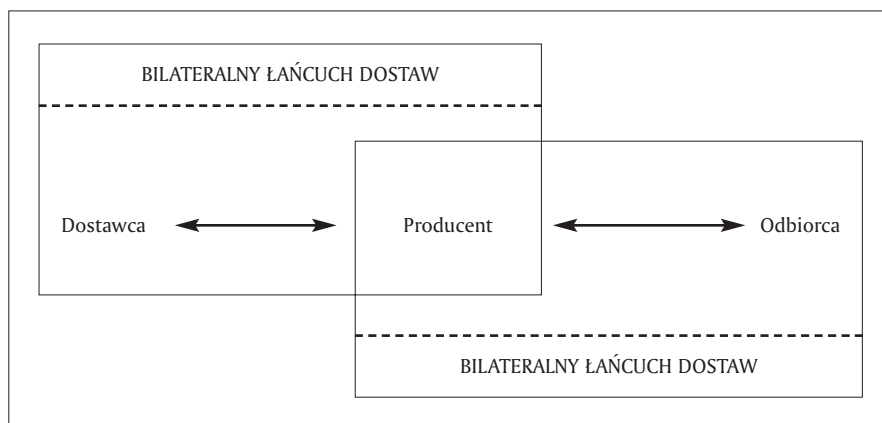 BILATERALNY ŁAŃCUCH DOSTAW
Dostawca
Producent
Odbiorca
BILATERALNY ŁAŃCUCH DOSTAW